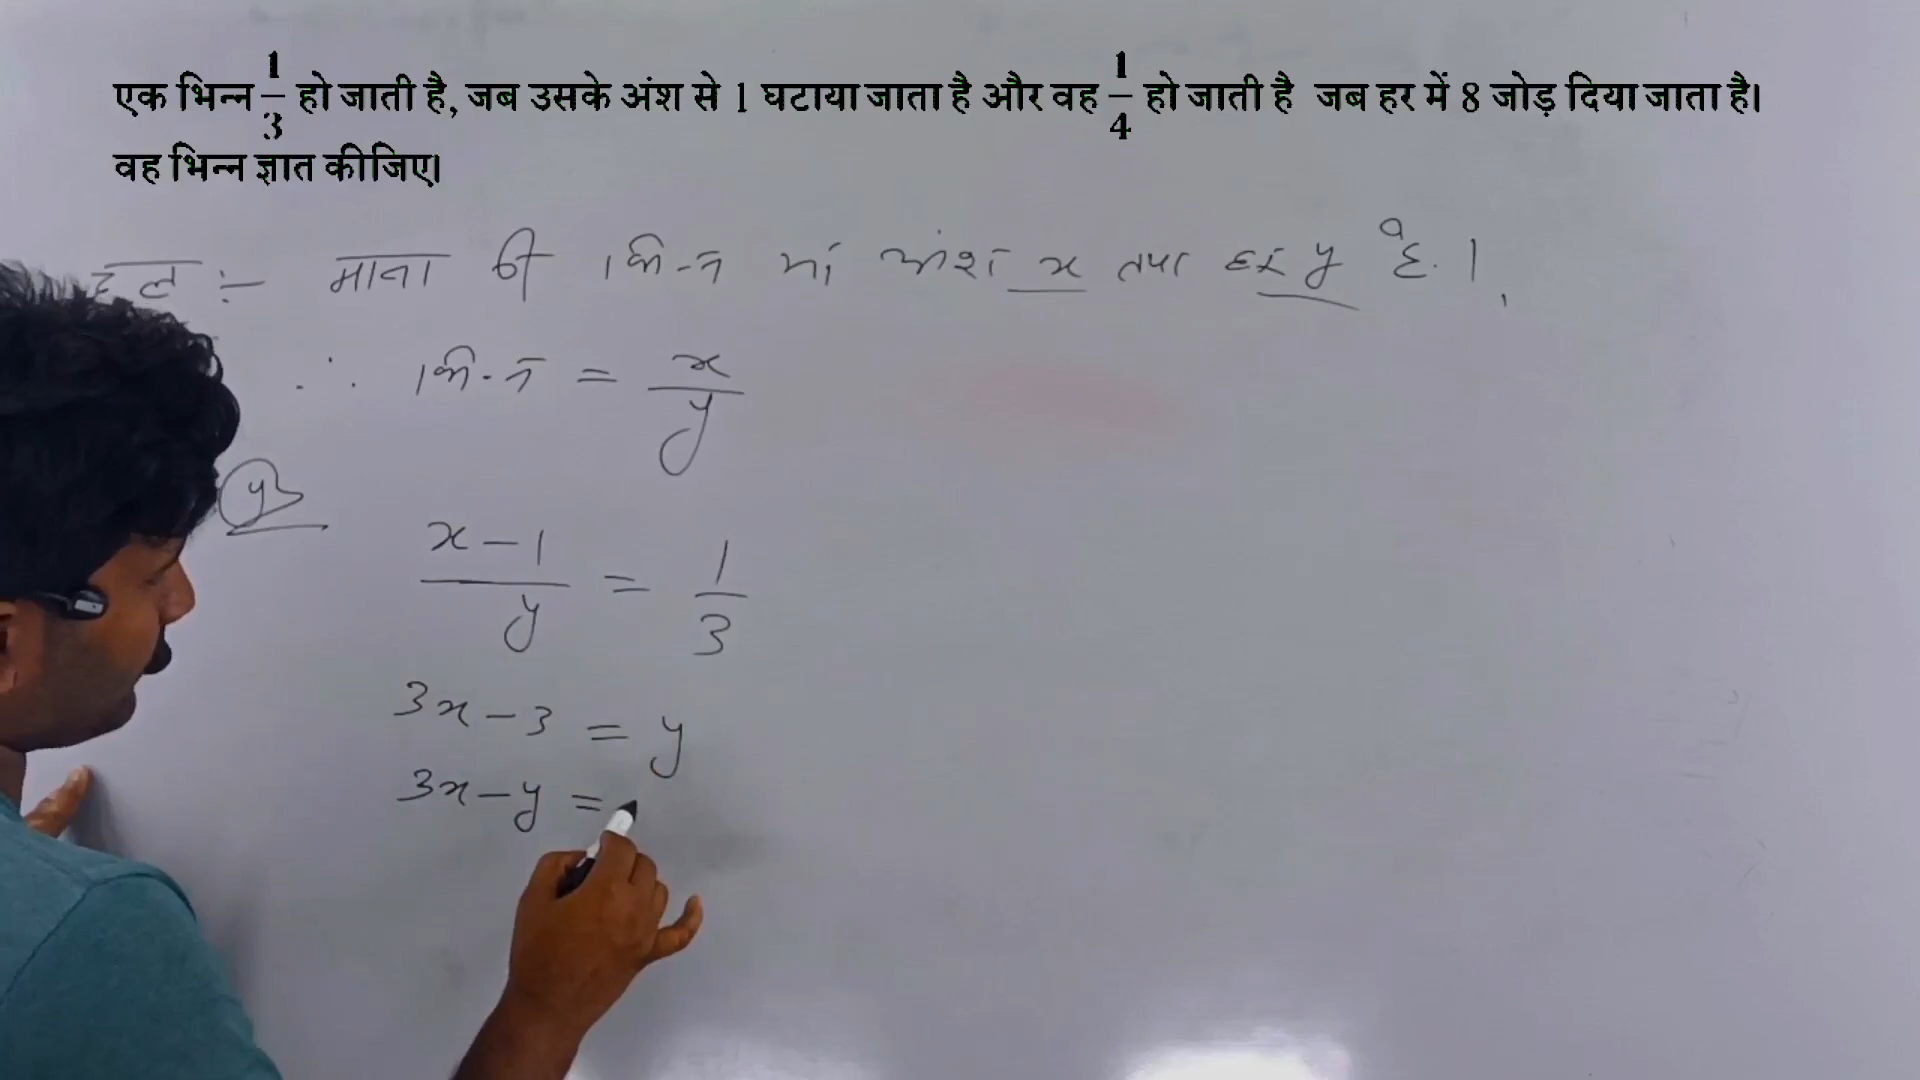 एक भिन्न 1/3 हो जाती है, जब उसके अंश से 1 घटाया जाता है और वह 1/4 हो जाती है जब हर में 8 जोड़ दिया जाता है।
वह भिन्न ज्ञात कीजिए।
हल :- माना की भिन्न का अंश x तथा हर y है।
∴ भिन्न = x/y
(x-1)/y = 1/3
3x-3 = y
3x-y =